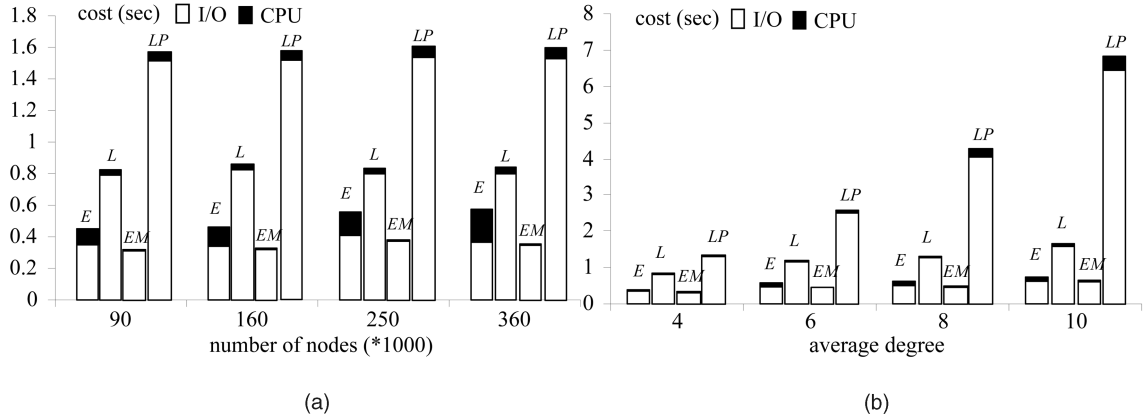 cost (sec) I/O CPU
1.8
1.6
1.4
1.2
1
0.8
0.6
0.4
0.2
0
E L EM LP
E L EM LP
E L EM LP
E L EM LP
90 160 250 360
number of nodes (*1000)
(a)
cost (sec) I/O CPU
8
7
6
5
4
3
2
1
0
E L EM LP
E L EM LP
E L EM LP
E L EM LP
4 6 8 10
average degree
(b)